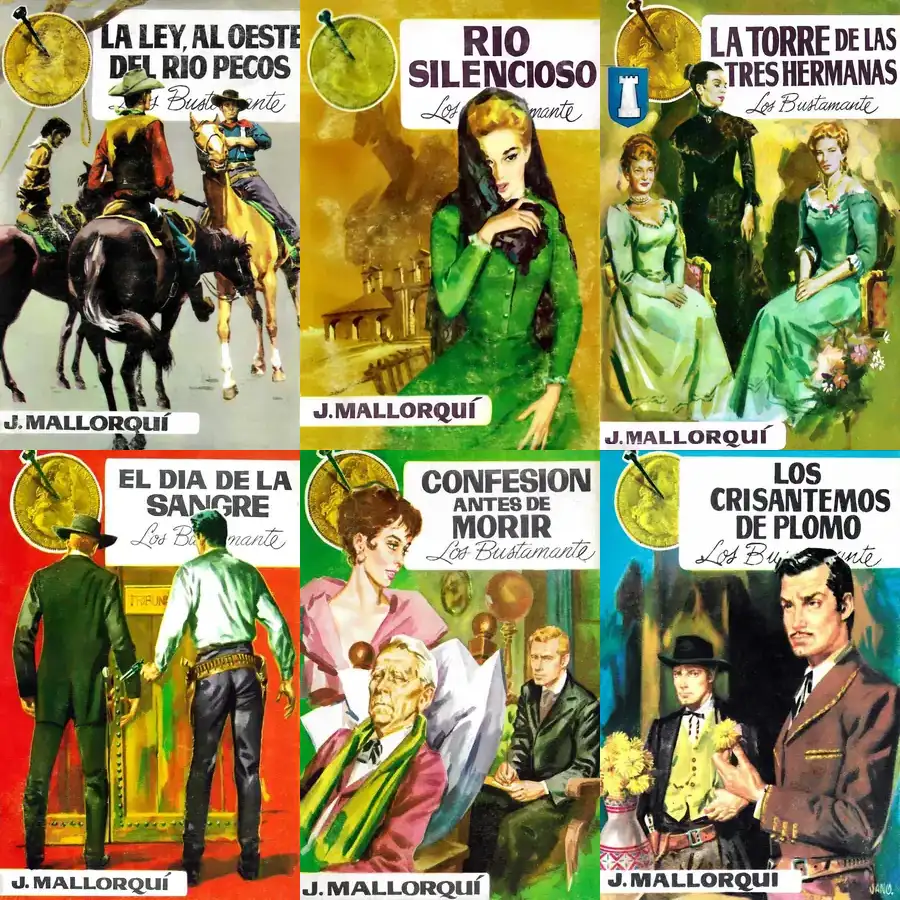 LA LEY, AL OESTE
DEL RIO PECOS
Los Bustamante
J. MALLORQUÍ
RIO
SILENCIOSO
Los Bustamante
J. MALLORQUÍ
LA TORRE DE LAS
TRES HERMANAS
Los Bustamante
J. MALLORQUÍ
EL DIA DE LA
SANGRE
Los Bustamante
TRIBUN
J. MALLORQUÍ
CONFESION
ANTES DE
MORIR
Los Bustamante
J. MALLORQUÍ
LOS
CRISANTEMOS
DE PLOMO
Los Bustamante
JANO.
J. MALLORQUÍ